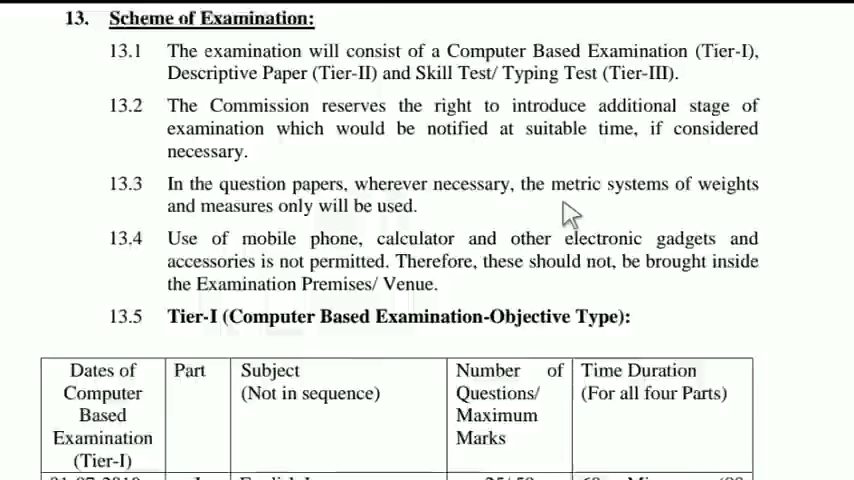 13. Scheme of Examination:
13.1 The examination will consist of a Computer Based Examination (Tier-I),
Descriptive Paper (Tier-II) and Skill Test/ Typing Test (Tier-III).
13.2 The Commission reserves the right to introduce additional stage of
examination which would be notified at suitable time, if considered
necessary.
13.3 In the question papers, wherever necessary, the metric systems of weights
and measures only will be used.
13.4 Use of mobile phone, calculator and other electronic gadgets and
accessories is not permitted. Therefore, these should not, be brought inside
the Examination Premises/ Venue.
13.5 Tier-I (Computer Based Examination-Objective Type):
Dates of Part Subject Number of Time Duration
Computer (Not in sequence) Questions/ (For all four Parts)
Based Maximum
Examination Marks
(Tier-I)